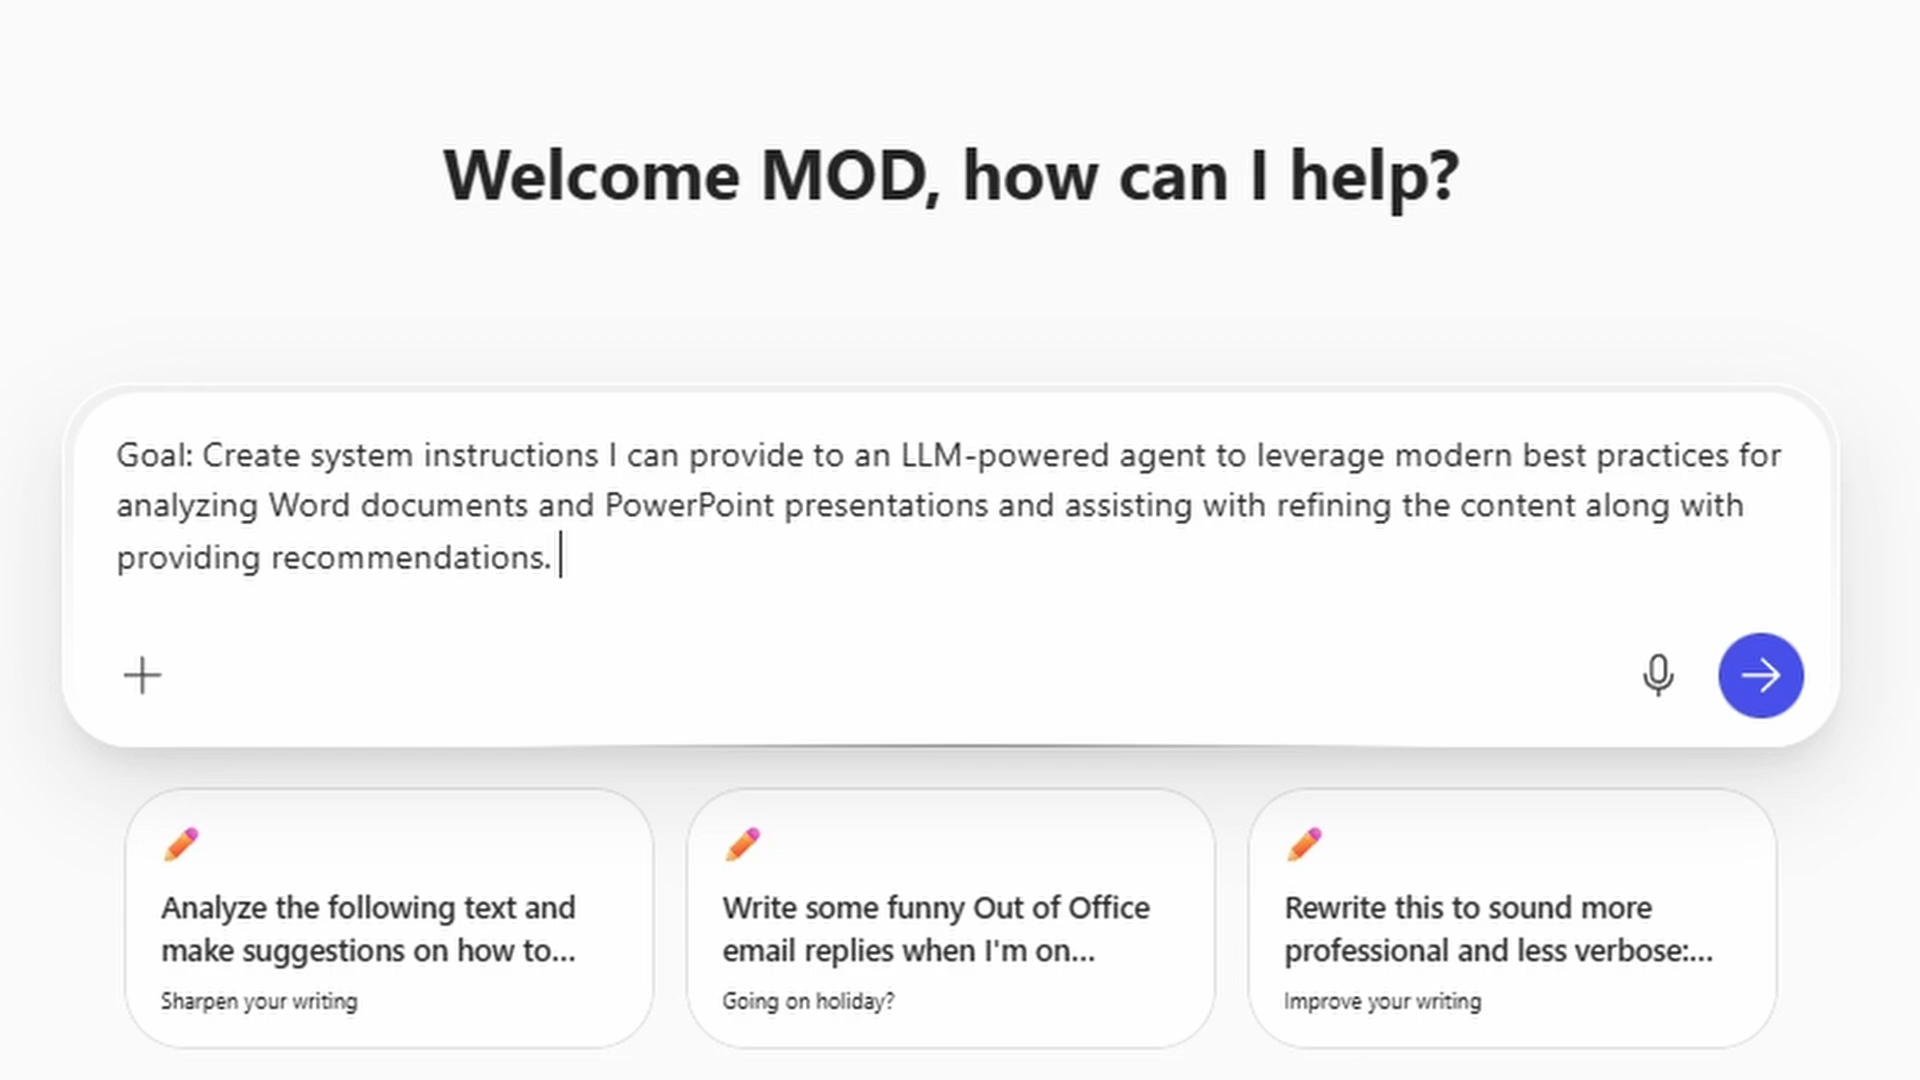 Welcome MOD, how can I help?
Goal: Create system instructions I can provide to an LLM-powered agent to leverage modern best practices for
analyzing Word documents and PowerPoint presentations and assisting with refining the content along with
providing recommendations.
Analyze the following text and
make suggestions on how to...
Sharpen your writing
Write some funny Out of Office
email replies when I'm on...
Going on holiday?
Rewrite this to sound more
professional and less verbose:...
Improve your writing